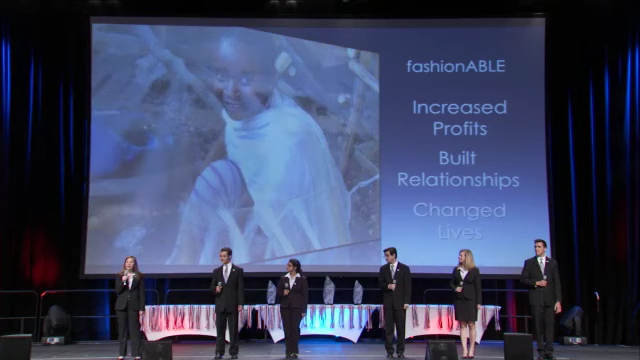 fashionABLE
Increased
Profits
Built
Relationships
Changed
Lives